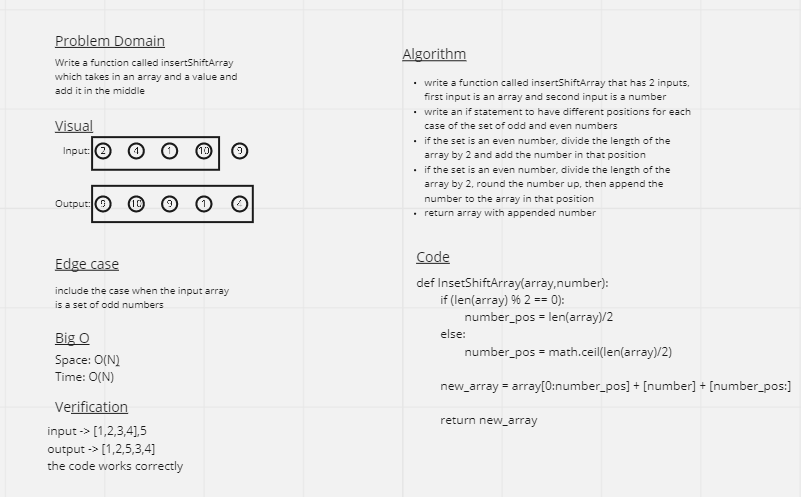 Problem Domain
Write a function called insertShiftArray
which takes in an array and a value and
add it in the middle
Visual
Input: 2 4 1 10 9
Output: 5 10 9 1 4
Edge case
include the case when the input array
is a set of odd numbers
Big O
Space: O(N)
Time: O(N)
Verification
input -> [1,2,3,4],5
output -> [1,2,5,3,4]
the code works correctly
Algorithm
• write a function called insertShiftArray that has 2 inputs,
first input is an array and second input is a number
• write an if statement to have different positions for each
case of the set of odd and even numbers
• if the set is an even number, divide the length of the
array by 2 and add the number in that position
• if the set is an even number, divide the length of the
array by 2, round the number up, then append the
number to the array in that position
• return array with appended number
Code
def InsetShiftArray(array,number):
if (len(array) % 2 == 0):
number_pos = len(array)/2
else:
number_pos = math.ceil(len(array)/2)
new_array = array[0:number_pos] + [number] + [number_pos:]
return new_array